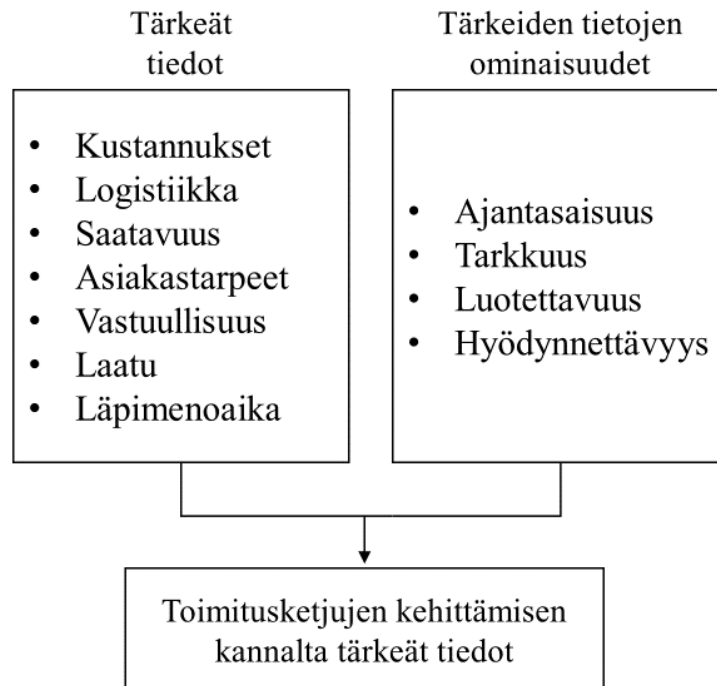 Tärkeät
tiedot
• Kustannukset
• Logistiikka
• Saatavuus
• Asiakastarpeet
• Vastuullisuus
• Laatu
• Läpimenoaika
Tärkeiden tietojen
ominaisuudet
• Ajantasaisuus
• Tarkkuus
• Luotettavuus
• Hyödynnettävyys
Toimitusketjujen kehittämisen
kannalta tärkeät tiedot